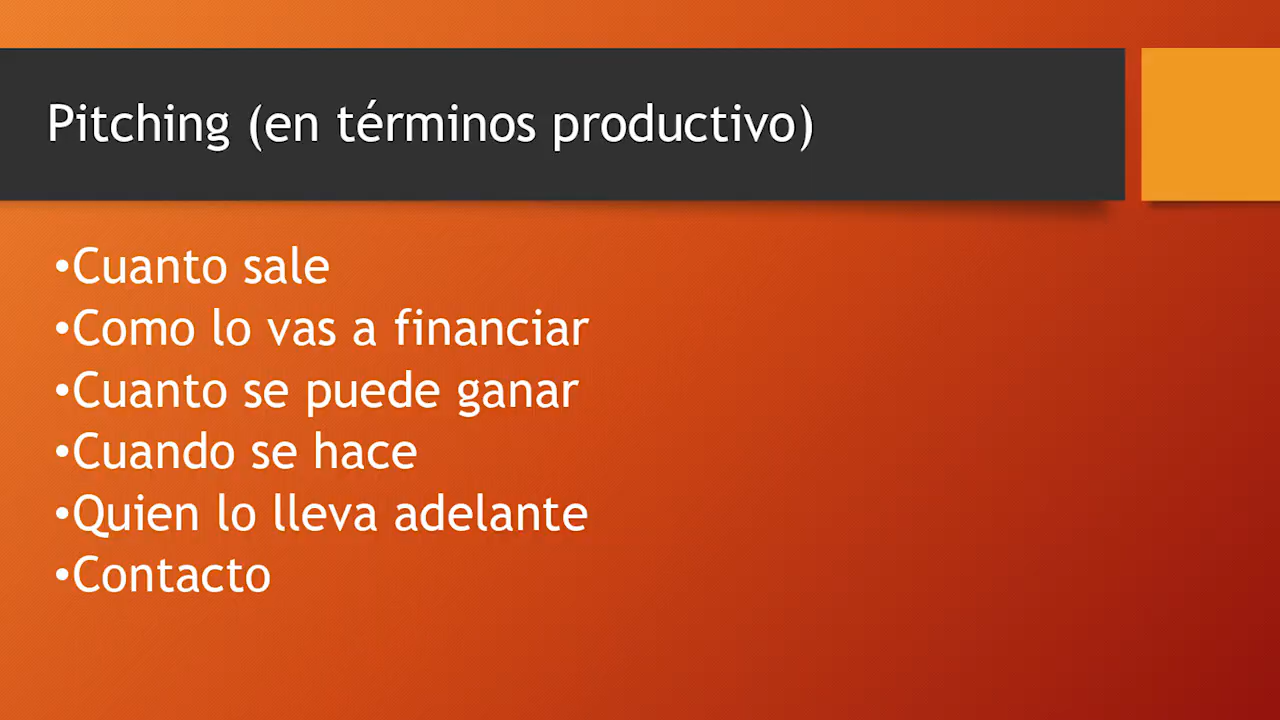 Pitching (en términos productivo)
•Cuanto sale
•Como lo vas a financiar
•Cuanto se puede ganar
•Cuando se hace
•Quien lo lleva adelante
•Contacto